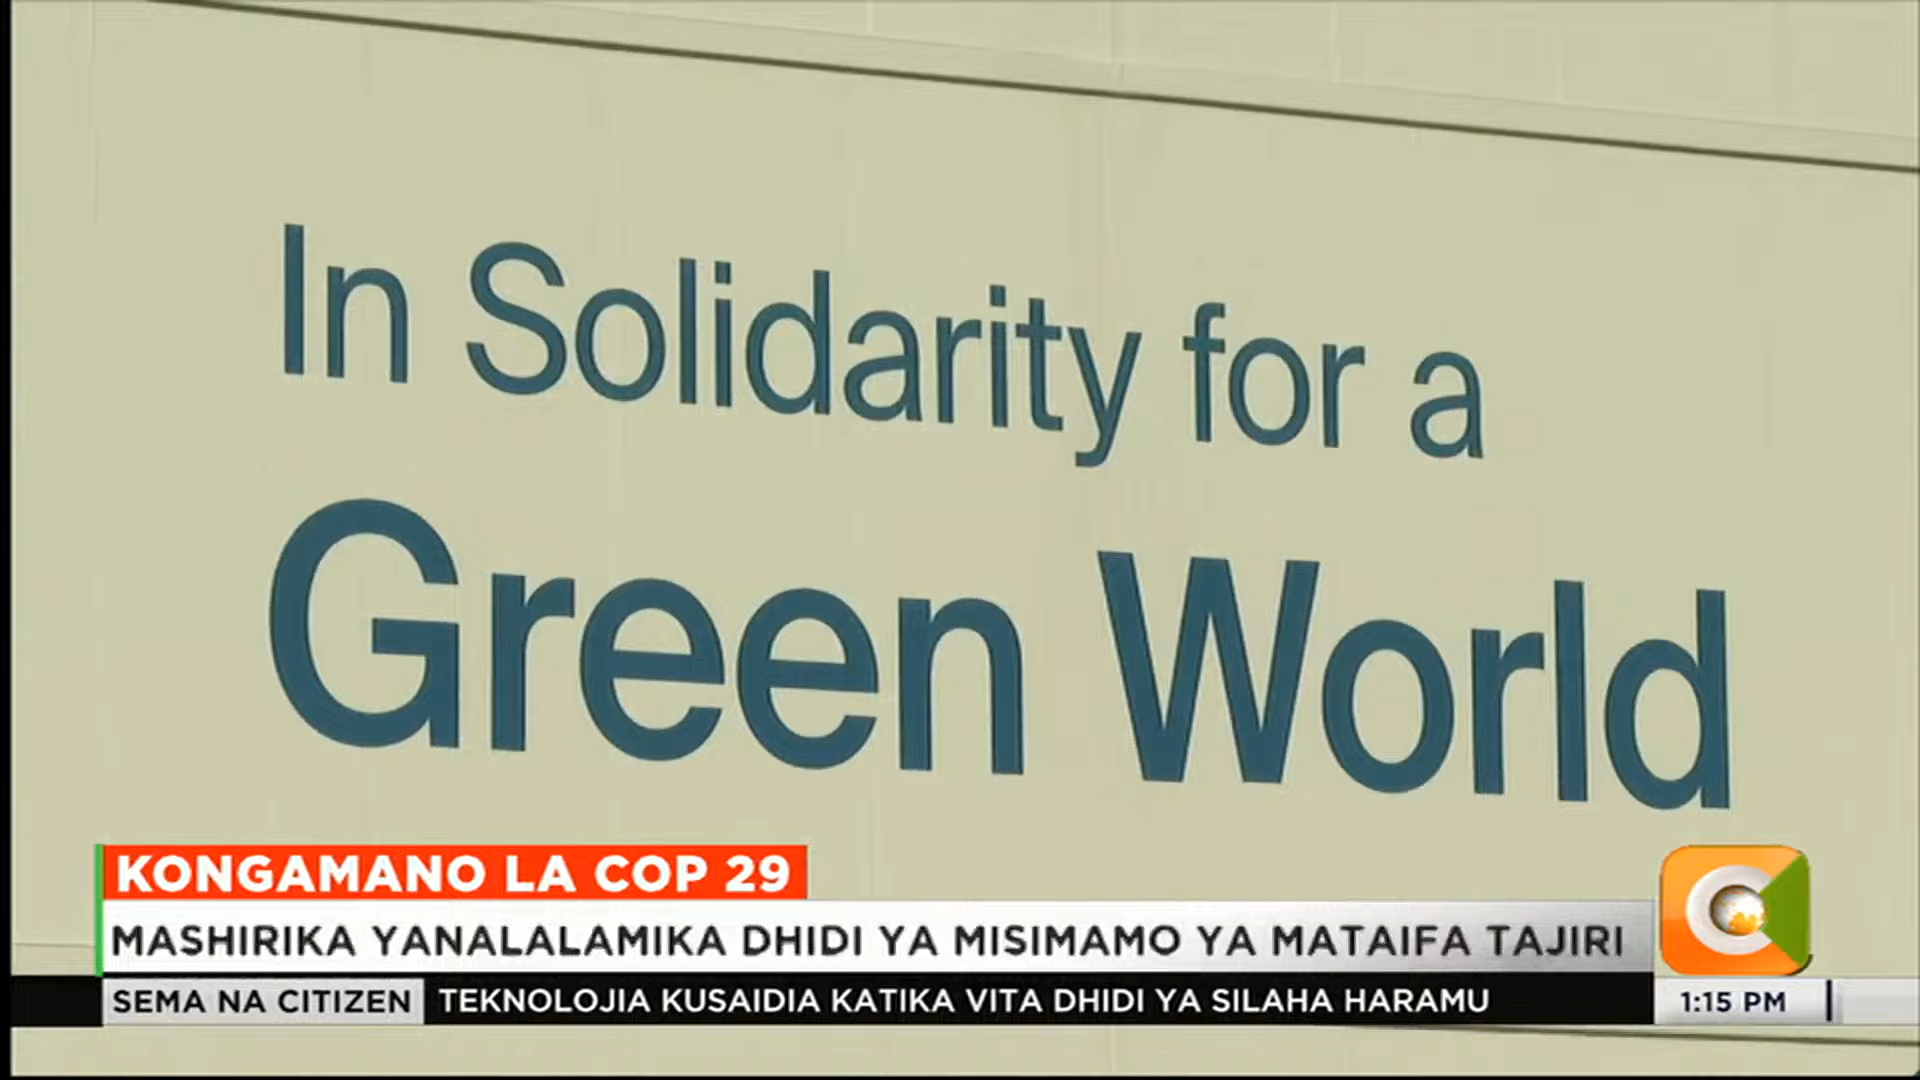 In Solidarity for a
Green World
KONGAMANO LA COP 29
MASHIRIKA YANALALAMIKA DHIDI YA MISIMAMO YA MATAIFA TAJIRI
SEMA NA CITIZEN
TEKNOLOJIA KUSAIDIA KATIKA VITA DHIDI YA SILAHA HARAMU
1:15 PM